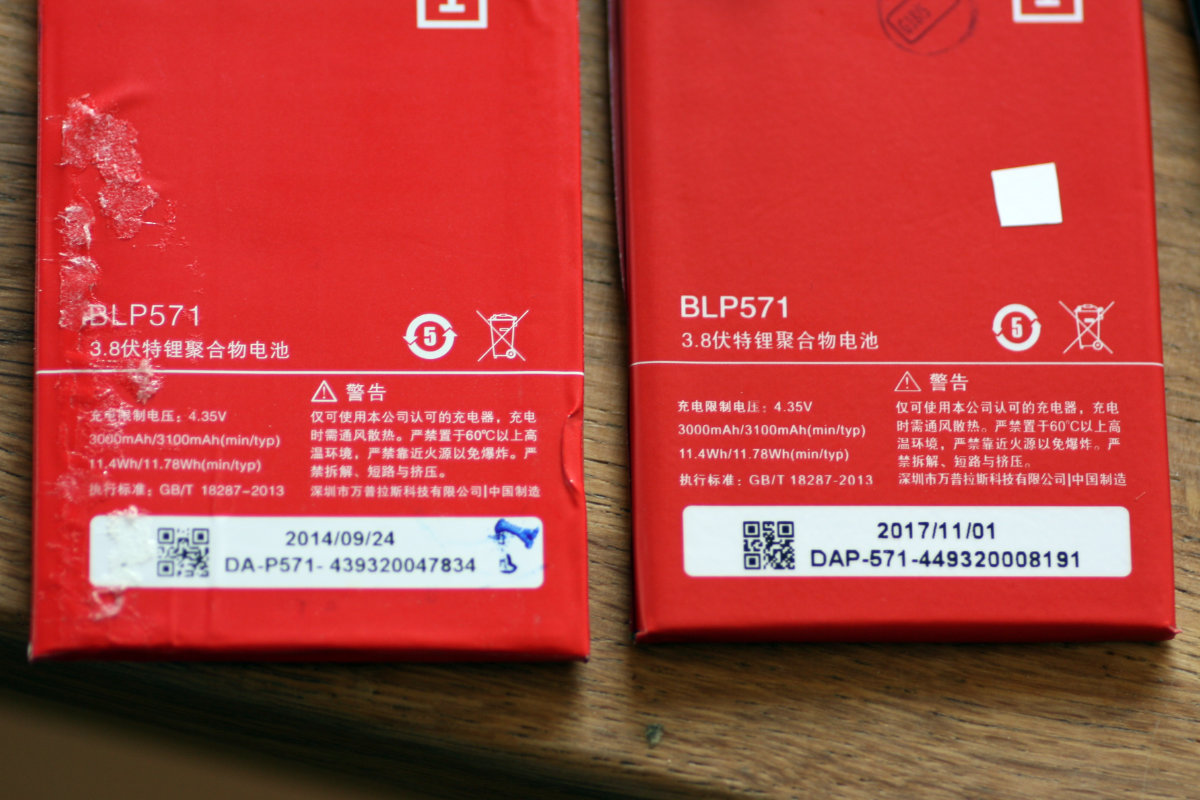 BLP571
5
3.8伏特锂聚合物电池
警告
充电限制电压：4.35V
3000mAh/3100mAh(min/typ)
11.4Wh/11.78Wh(min/typ)
执行标准：GB/T 18287-2013
仅可使用本公司认可的充电器，充电
时需通风散热。严禁置于60℃以上高
温环境，严禁靠近火源以免爆炸。严
禁拆解、短路与挤压。
深圳市万普拉斯科技有限公司|中国制造
2014/09/24
DA-P571- 439320047834
1
BLP571
5
3.8伏特锂聚合物电池
警告
充电限制电压：4.35V
3000mAh/3100mAh(min/typ)
11.4Wh/11.78Wh(min/typ)
执行标准：GB/T 18287-2013
仅可使用本公司认可的充电器，充电
时需通风散热。严禁置于60℃以上高
温环境，严禁靠近火源以免爆炸。严
禁拆解、短路与挤压。
深圳市万普拉斯科技有限公司|中国制造
2017/11/01
DAP-571-449320008191